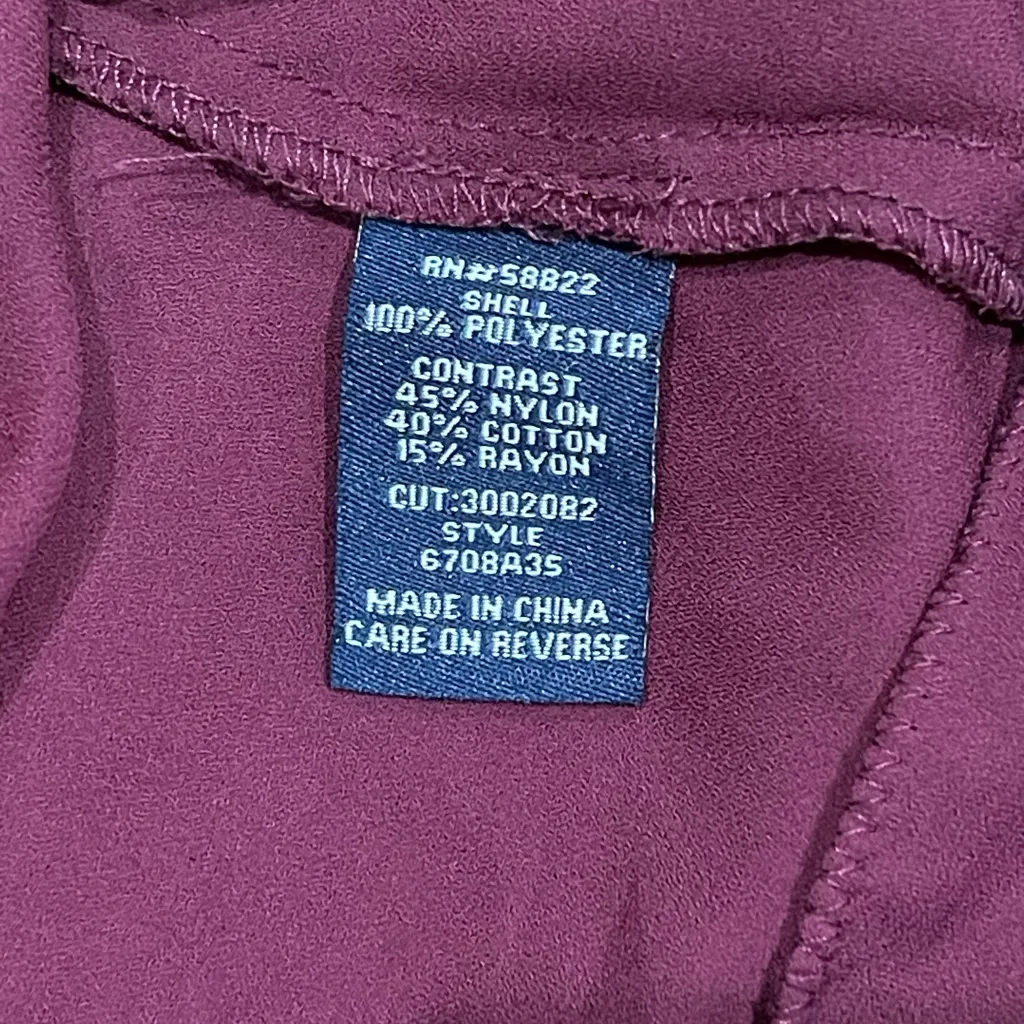 RN#58822
SHELL
100% POLYESTER
CONTRAST
45% NYLON
40% COTTON
15% RAYON
CUT:3002082
STYLE
6708A35
MADE IN CHINA
CARE ON REVERSE